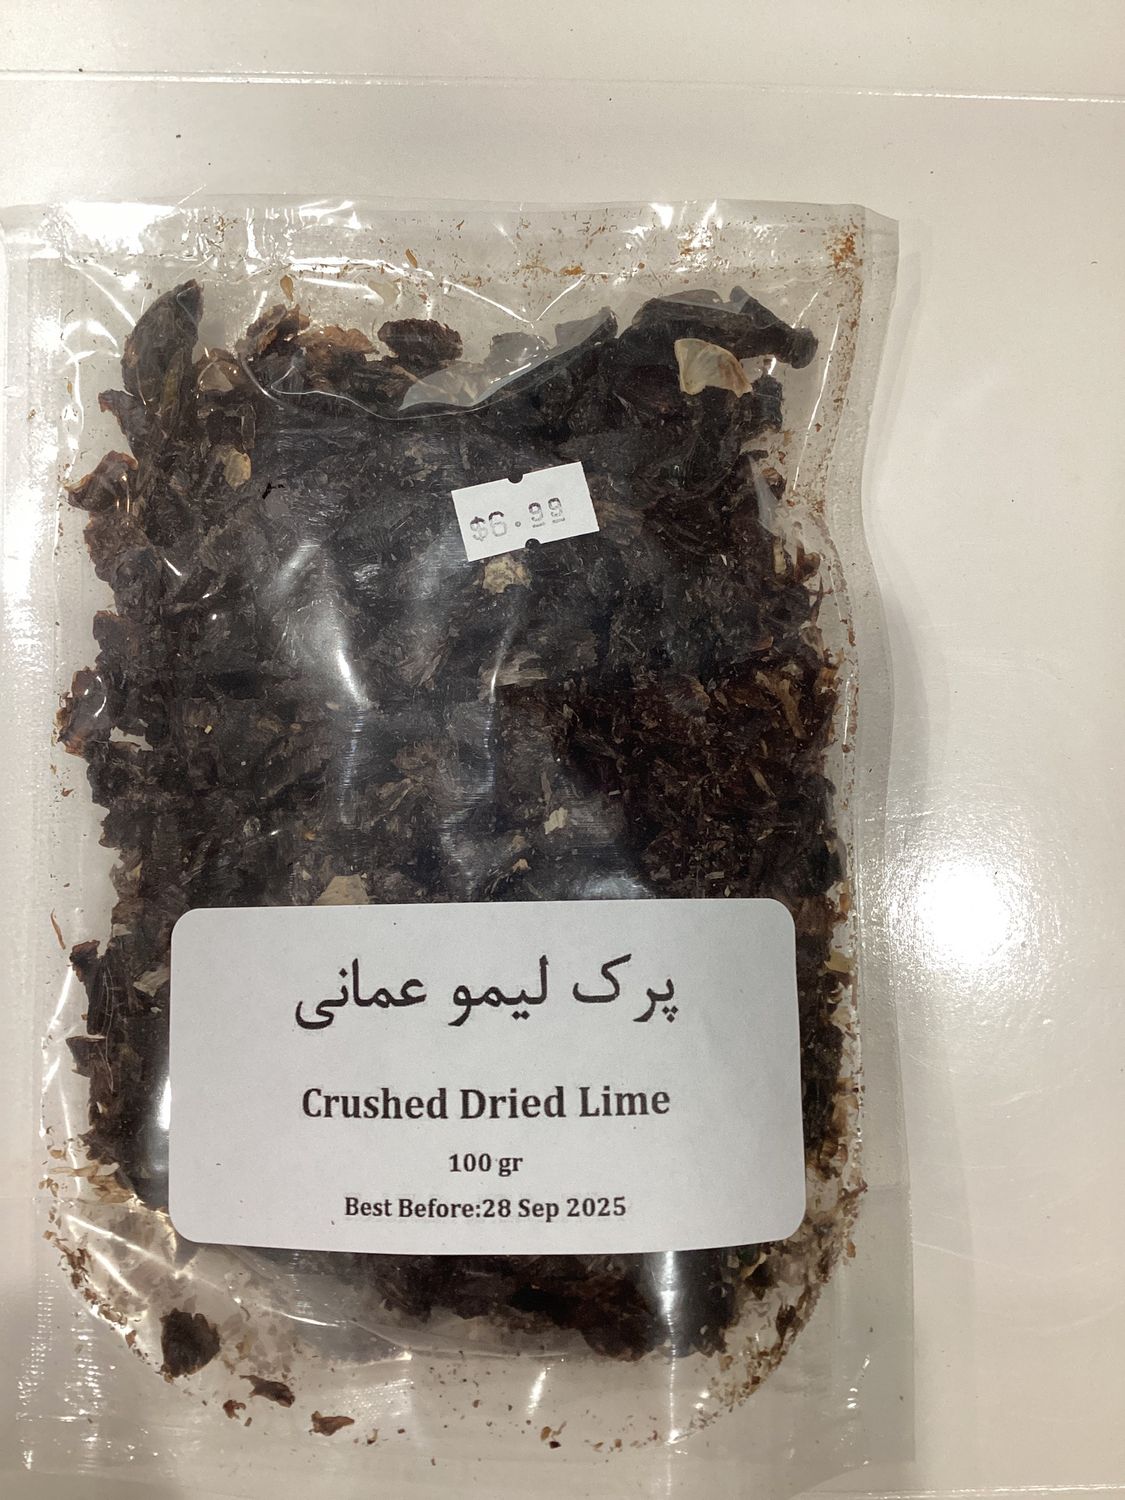 $6.99
پرک لیمو عمانی
Crushed Dried Lime
100 gr
Best Before:28 Sep 2025